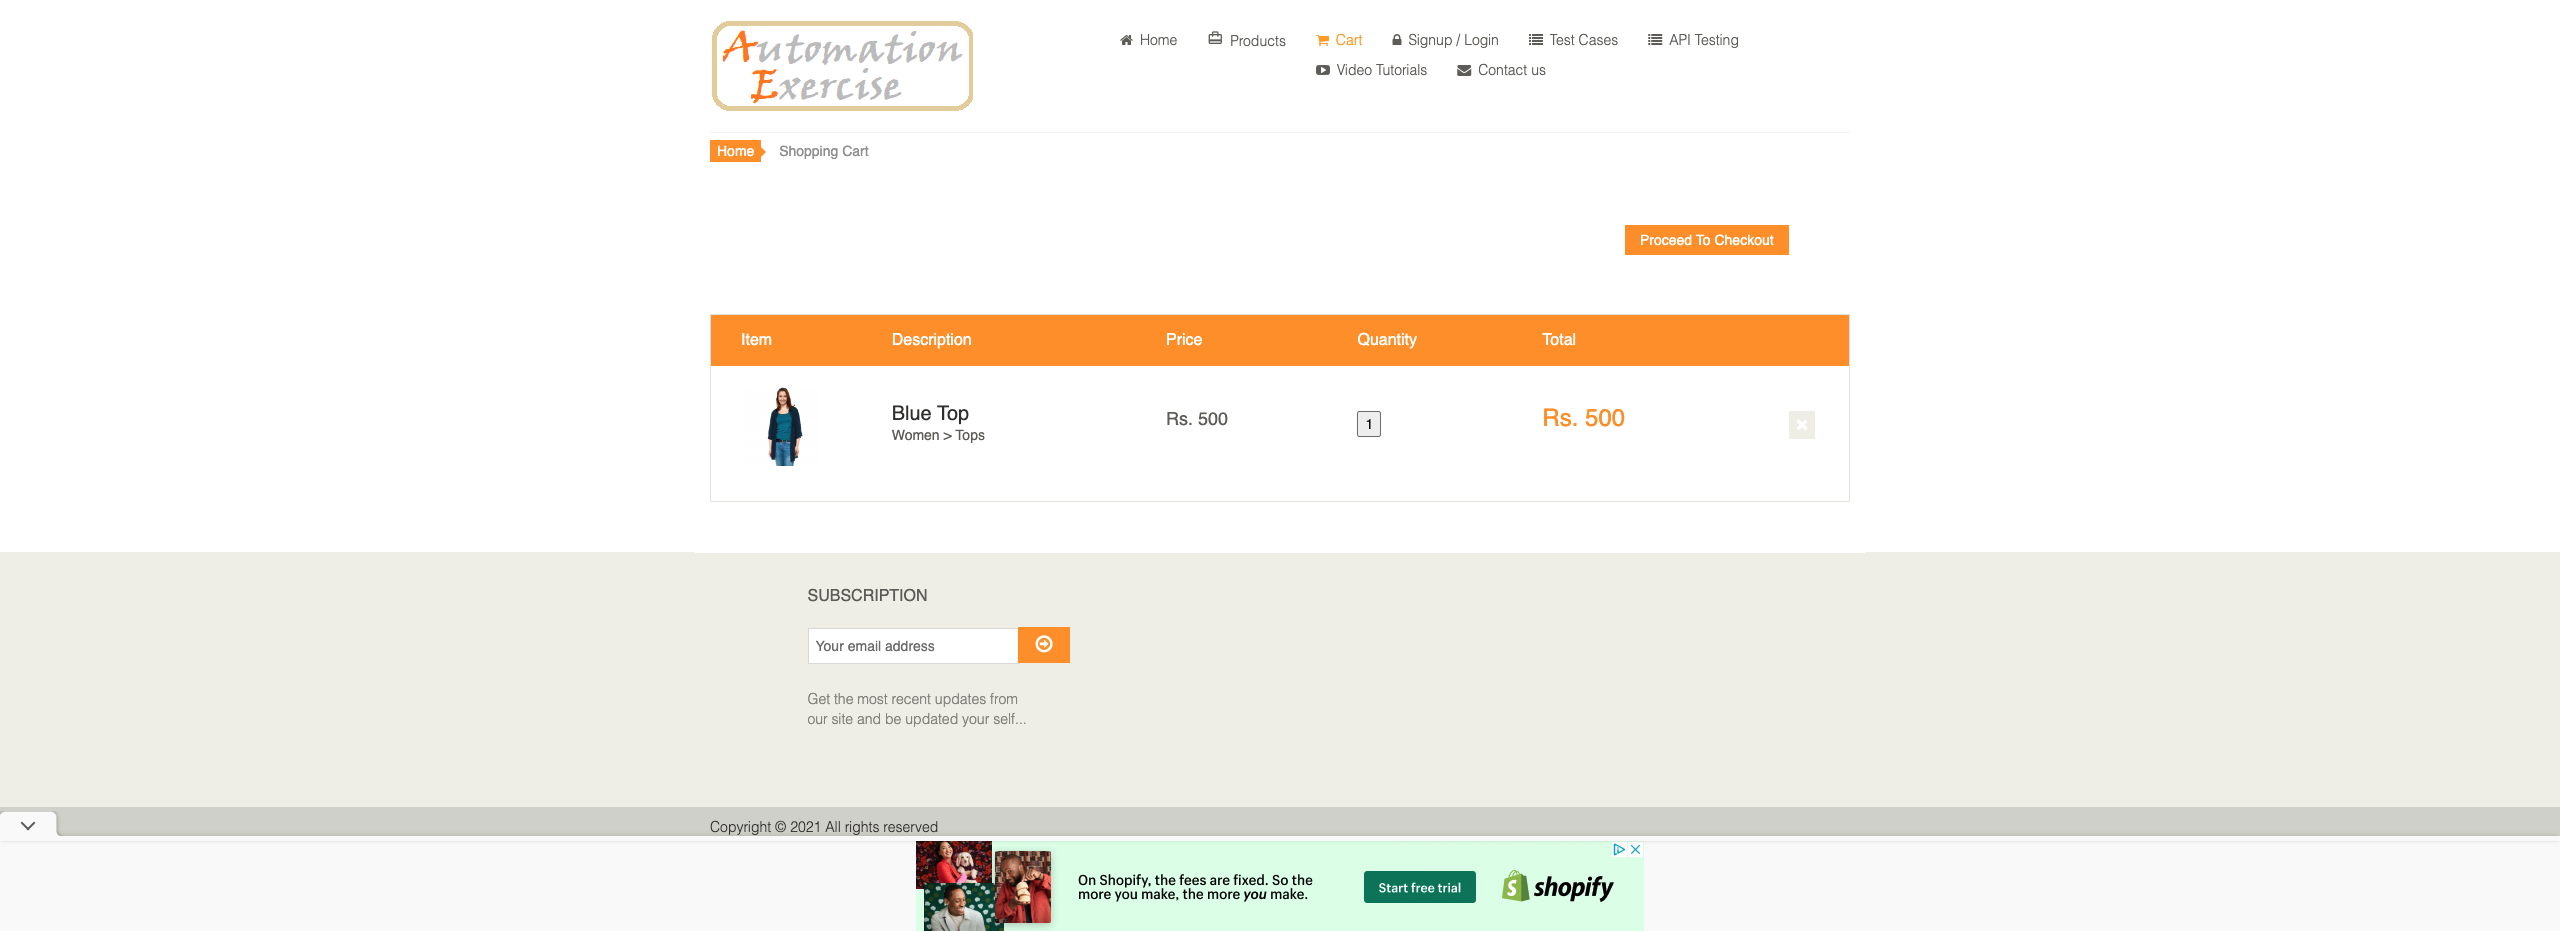 Automation
Exercise
Home Products Cart Signup / Login Test Cases API Testing
Video Tutorials Contact us
Home Shopping Cart
Proceed To Checkout
Item Description Price Quantity Total
Blue Top
Women > Tops
Rs. 500
1
Rs. 500
SUBSCRIPTION
Your email address
Get the most recent updates from
our site and be updated your self...
Copyright © 2021 All rights reserved
On Shopify, the fees are fixed. So the
more you make, the more you make.
Start free trial
shopify